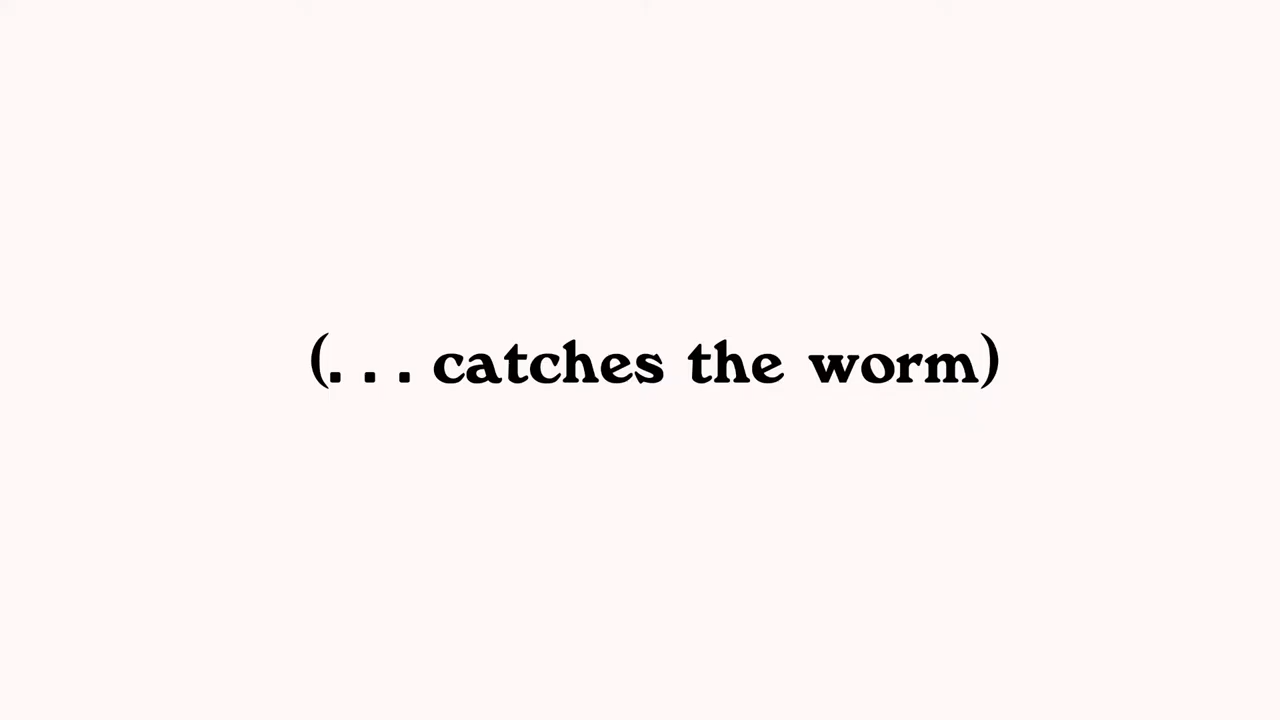 (. . . catches the worm)